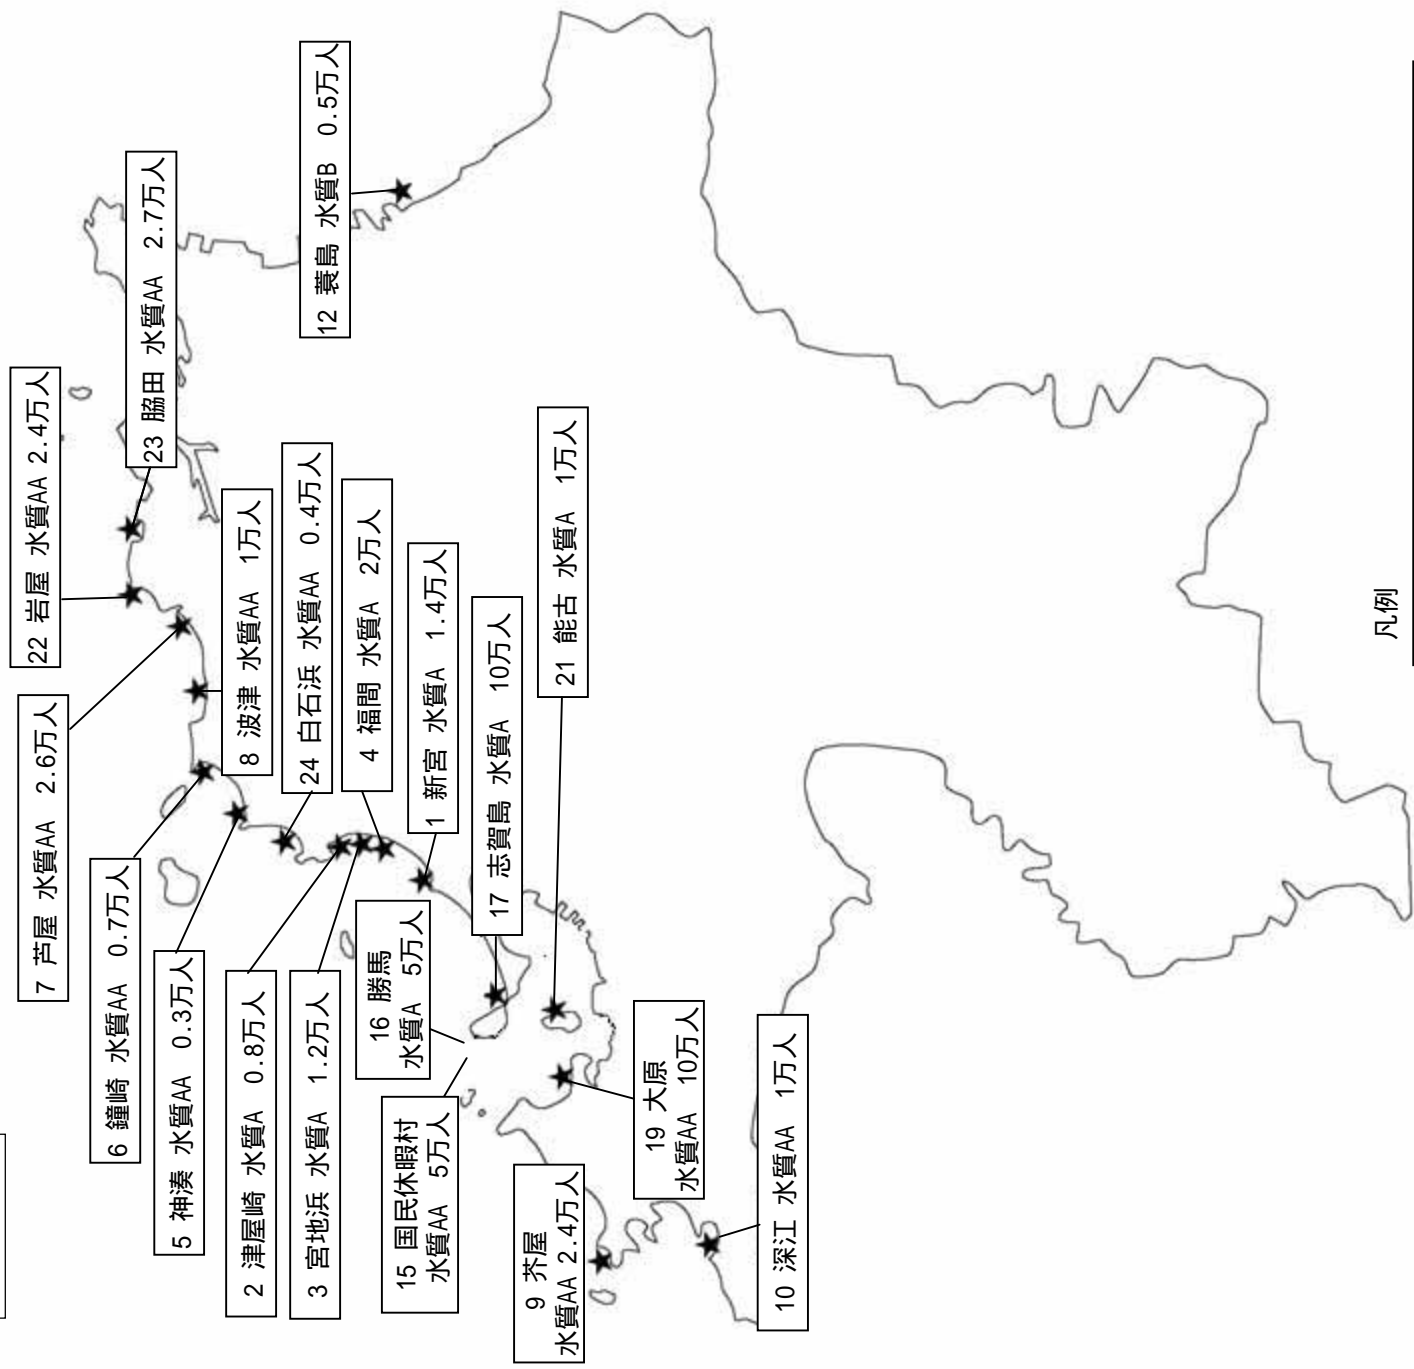 22 岩屋 水質AA 2.4万人
23 脇田 水質AA 2.7万人
12 蓑島 水質B 0.5万人
7 芦屋 水質AA 2.6万人
8 波津 水質AA 1万人
24 白石浜 水質AA 0.4万人
4 福間 水質A 2万人
1 新宮 水質A 1.4万人
17 志賀島 水質A 10万人
21 能古 水質A 1万人
6 鐘崎 水質AA 0.7万人
5 神湊 水質AA 0.3万人
2 津屋崎 水質A 0.8万人
3 宮地浜 水質A 1.2万人
16 勝馬
水質A 5万人
15 国民休暇村
水質AA 5万人
9 芥屋
水質AA 2.4万人
19 大原
水質AA 10万人
10 深江 水質AA 1万人
凡例